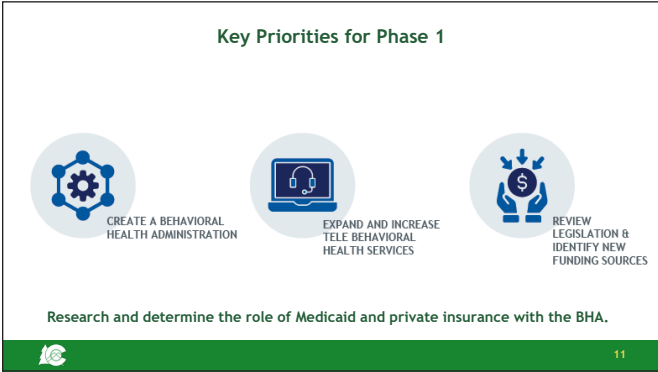 Key Priorities for Phase 1
CREATE A BEHAVIORAL
HEALTH ADMINISTRATION
EXPAND AND INCREASE
TELE BEHAVIORAL
HEALTH SERVICES
$
REVIEW
LEGISLATION &
IDENTIFY NEW
FUNDING SOURCES
Research and determine the role of Medicaid and private insurance with the BHA.
11